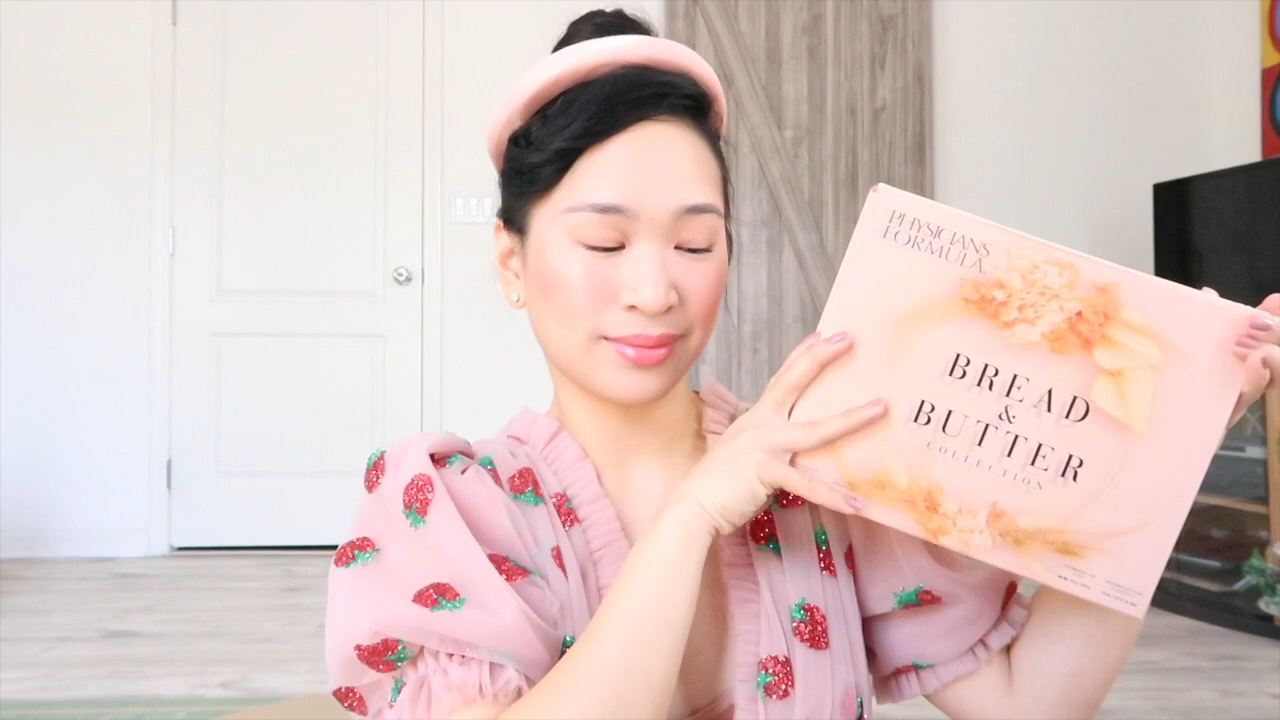 PHYSICIANS
FORMULA
BREAD
&
BUTTER
COLLECTION